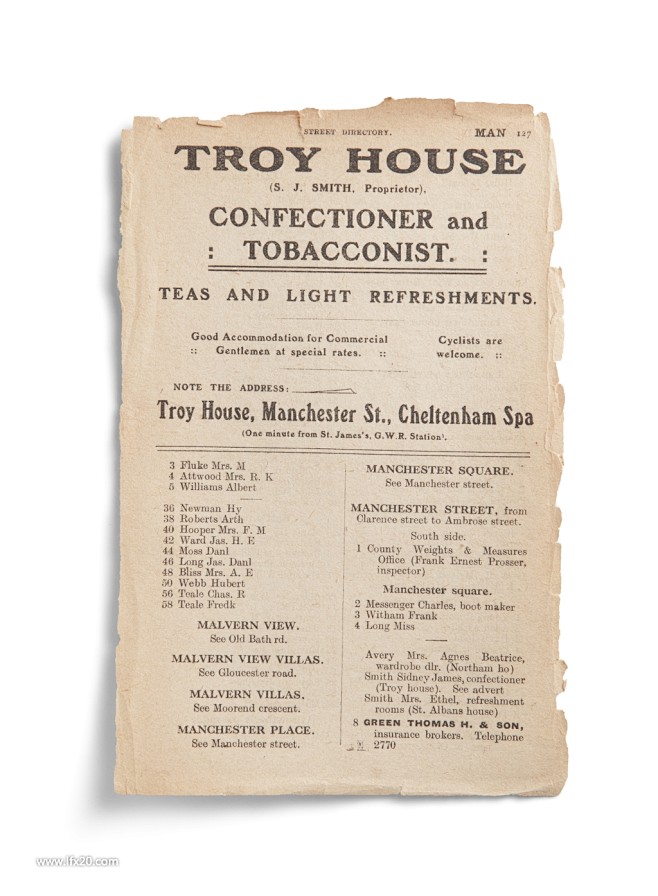 STREET DIRECTORY. MAN 127
TROY HOUSE
(S. J. SMITH, Proprietor),
CONFECTIONER and
: TOBACCONIST. :
TEAS AND LIGHT REFRESHMENTS.
Good Accommodation for Commercial
:: Gentlemen at special rates. ::
Cyclists are
welcome. ::
NOTE THE ADDRESS:
Troy House, Manchester St., Cheltenham Spa
(One minute from St. James's, G.W.R. Station).
3 Fluke Mrs. M
4 Attwood Mrs. R. K
5 Williams Albert
36 Newman Hy
38 Roberts Arth
40 Hooper Mrs. F. M
42 Ward Jas. H. E
44 Moss Danl
46 Long Jas. Danl
48 Bliss Mrs. A. E
50 Webb Hubert
56 Teale Chas. R
58 Teale Fredk
MALVERN VIEW.
See Old Bath rd.
MALVERN VIEW VILLAS.
See Gloucester road.
MALVERN VILLAS.
See Moorend crescent.
MANCHESTER PLACE.
See Manchester street.
MANCHESTER SQUARE.
See Manchester street.
MANCHESTER STREET, from
Clarence street to Ambrose street.
South side.
1 County Weights & Measures
Office (Frank Ernest Prosser,
inspector)
Manchester square.
2 Messenger Charles, boot maker
3 Witham Frank
4 Long Miss
Avery Mrs. Agnes Beatrice,
wardrobe dlr. (Northam ho)
Smith Sidney James, confectioner
(Troy house). See advert
Smith Mrs. Ethel, refreshment
rooms (St. Albans house)
8 GREEN THOMAS H. & SON,
insurance brokers. Telephone
2770
www.lfx20.com